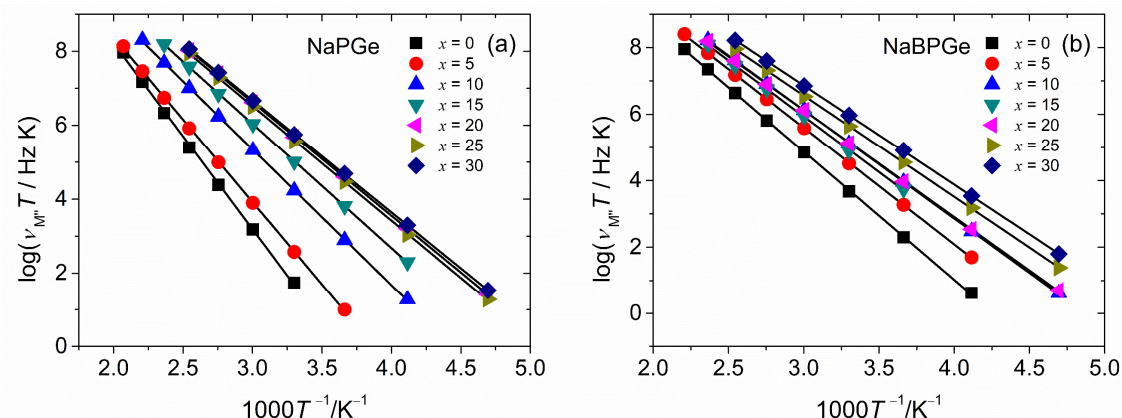 NaPGe
(a)
x = 0
x = 5
x = 10
x = 15
x = 20
x = 25
x = 30
log(νM″T / Hz K)
8
6
4
2
0
2.0 2.5 3.0 3.5 4.0 4.5 5.0
1000T⁻¹/K⁻¹
NaBPGe
(b)
x = 0
x = 5
x = 10
x = 15
x = 20
x = 25
x = 30
log(νM″T / Hz K)
8
6
4
2
0
2.0 2.5 3.0 3.5 4.0 4.5 5.0
1000T⁻¹/K⁻¹